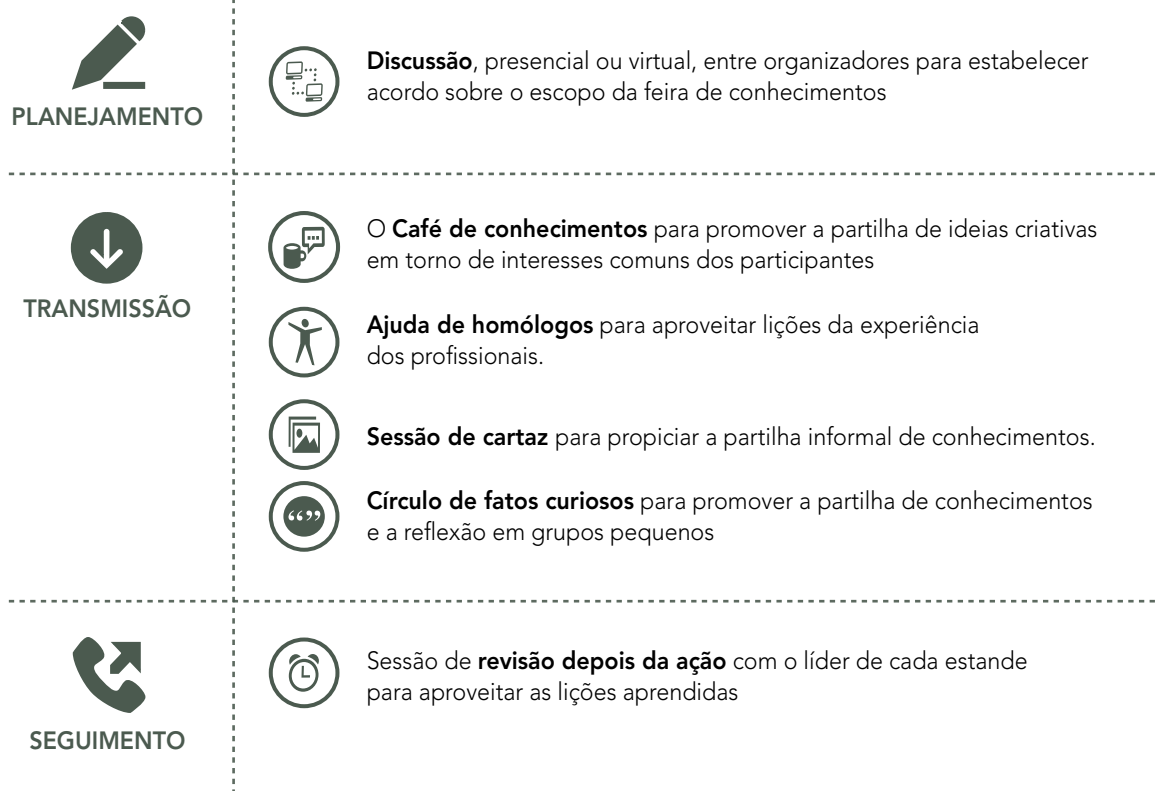 PLANEJAMENTO
Discussão, presencial ou virtual, entre organizadores para estabelecer
acordo sobre o escopo da feira de conhecimentos
TRANSMISSÃO
O Café de conhecimentos para promover a partilha de ideias criativas
em torno de interesses comuns dos participantes
Ajuda de homólogos para aproveitar lições da experiência
dos profissionais.
Sessão de cartaz para propiciar a partilha informal de conhecimentos.
Círculo de fatos curiosos para promover a partilha de conhecimentos
e a reflexão em grupos pequenos
SEGUIMENTO
Sessão de revisão depois da ação com o líder de cada estande
para aproveitar as lições aprendidas